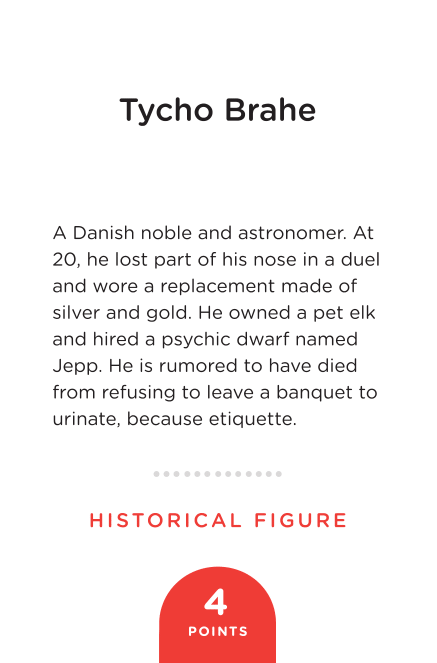 Tycho Brahe
A Danish noble and astronomer. At
20, he lost part of his nose in a duel
and wore a replacement made of
silver and gold. He owned a pet elk
and hired a psychic dwarf named
Jepp. He is rumored to have died
from refusing to leave a banquet to
urinate, because etiquette.
HISTORICAL FIGURE
4
POINTS